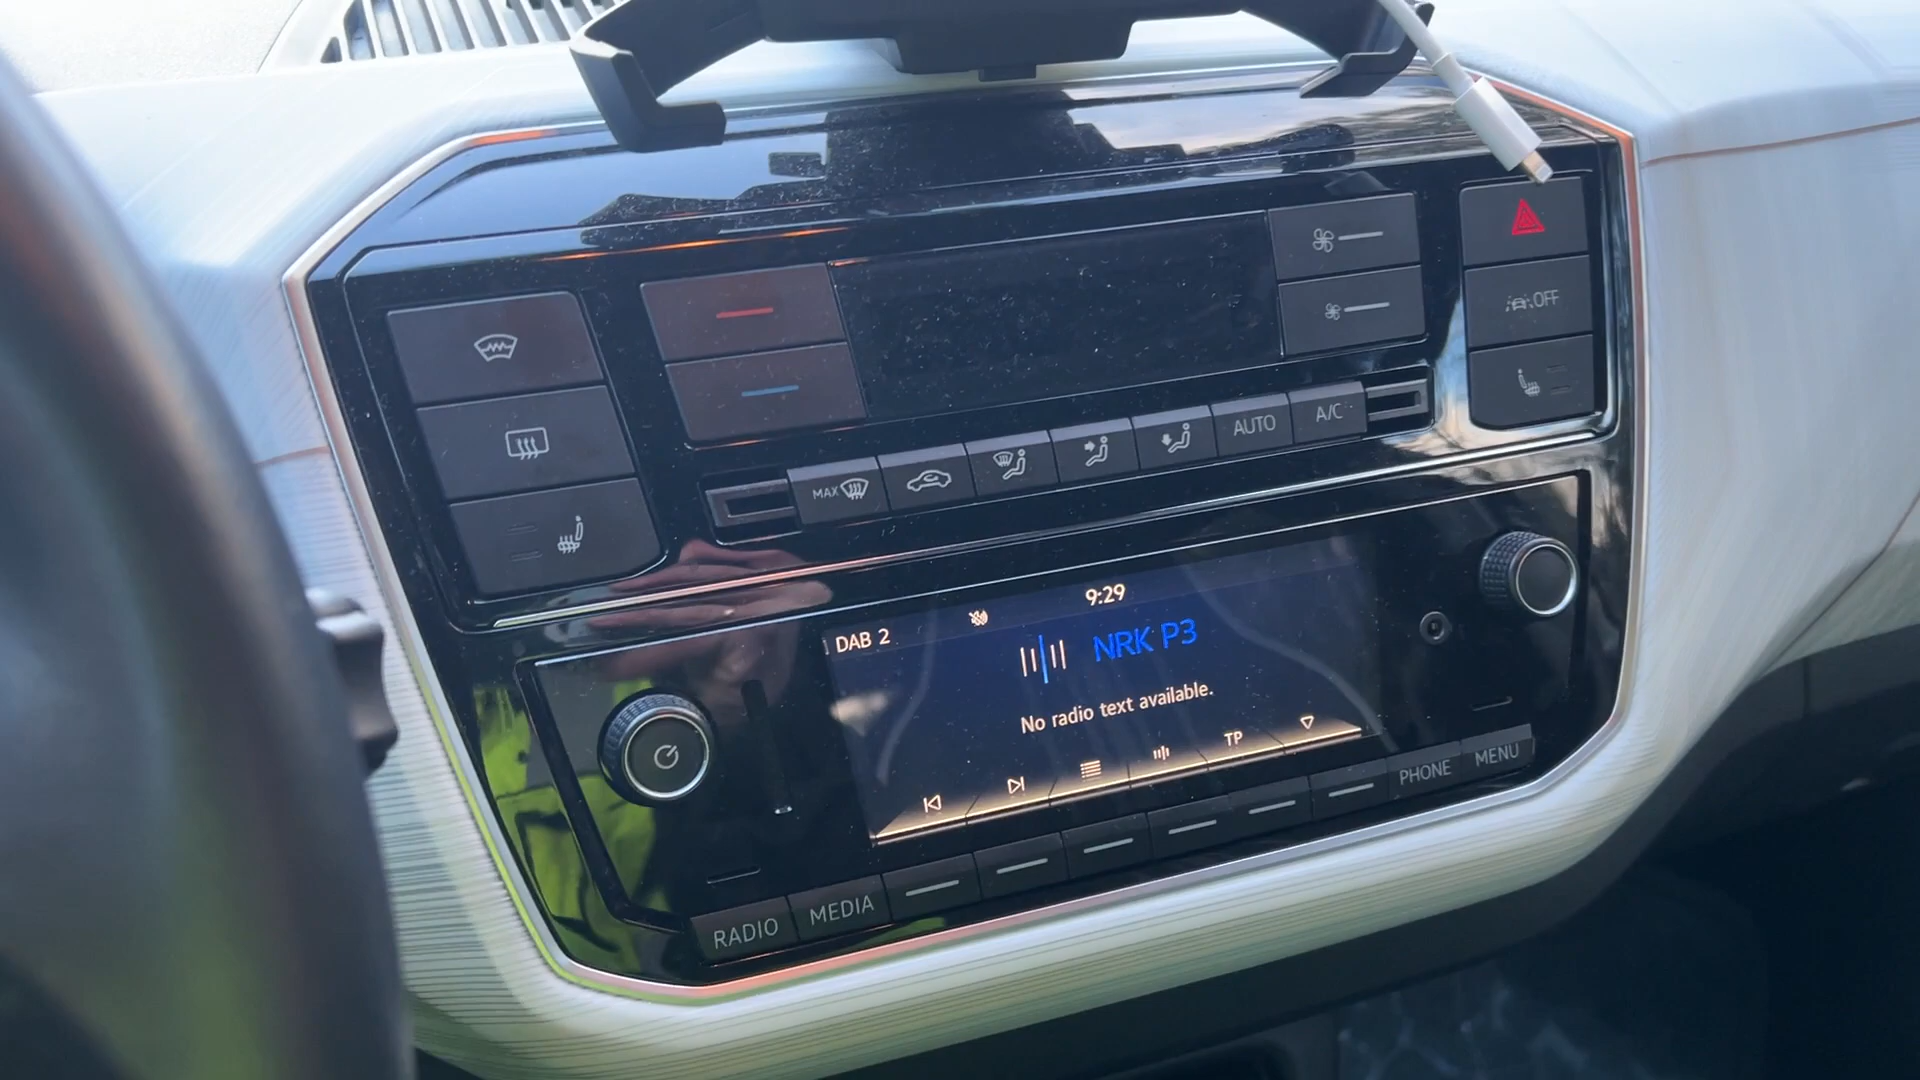 OFF
MAX
AUTO
A/C
9:29
DAB 2
NRK P3
No radio text available.
TP
RADIO
MEDIA
PHONE
MENU